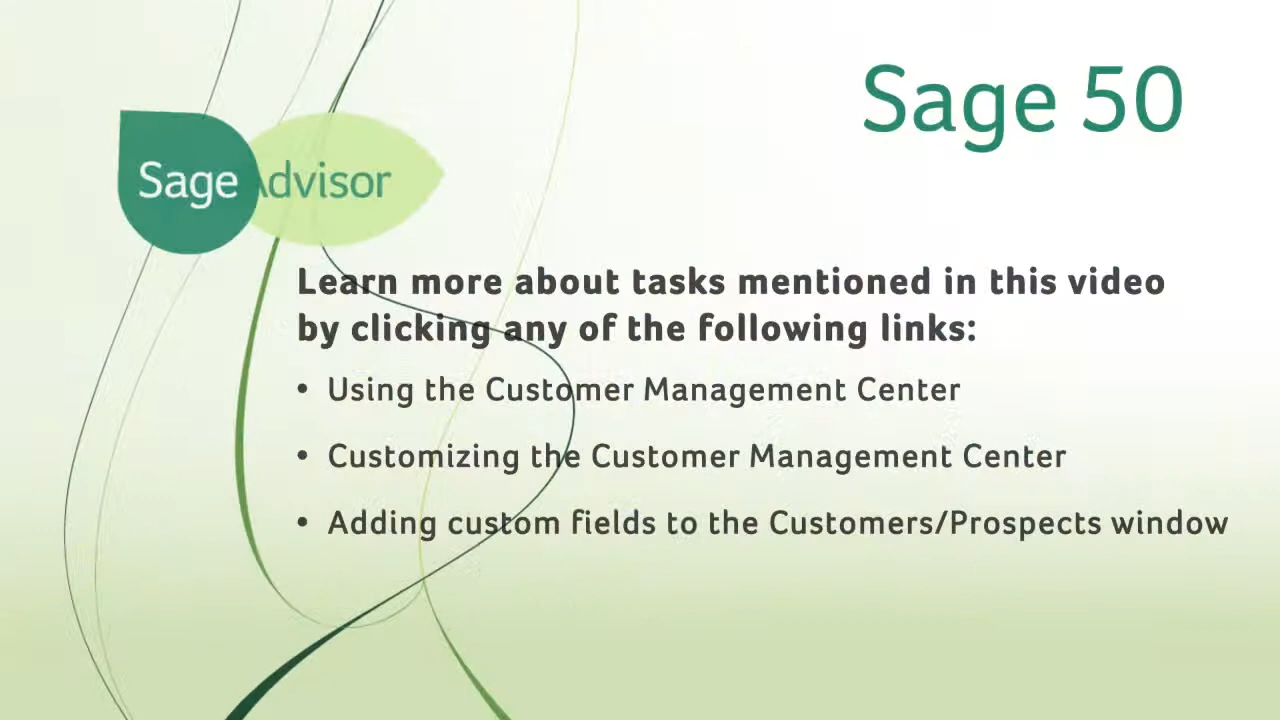 Sage 50
Sage Advisor
Learn more about tasks mentioned in this video
by clicking any of the following links:
• Using the Customer Management Center
• Customizing the Customer Management Center
• Adding custom fields to the Customers/Prospects window